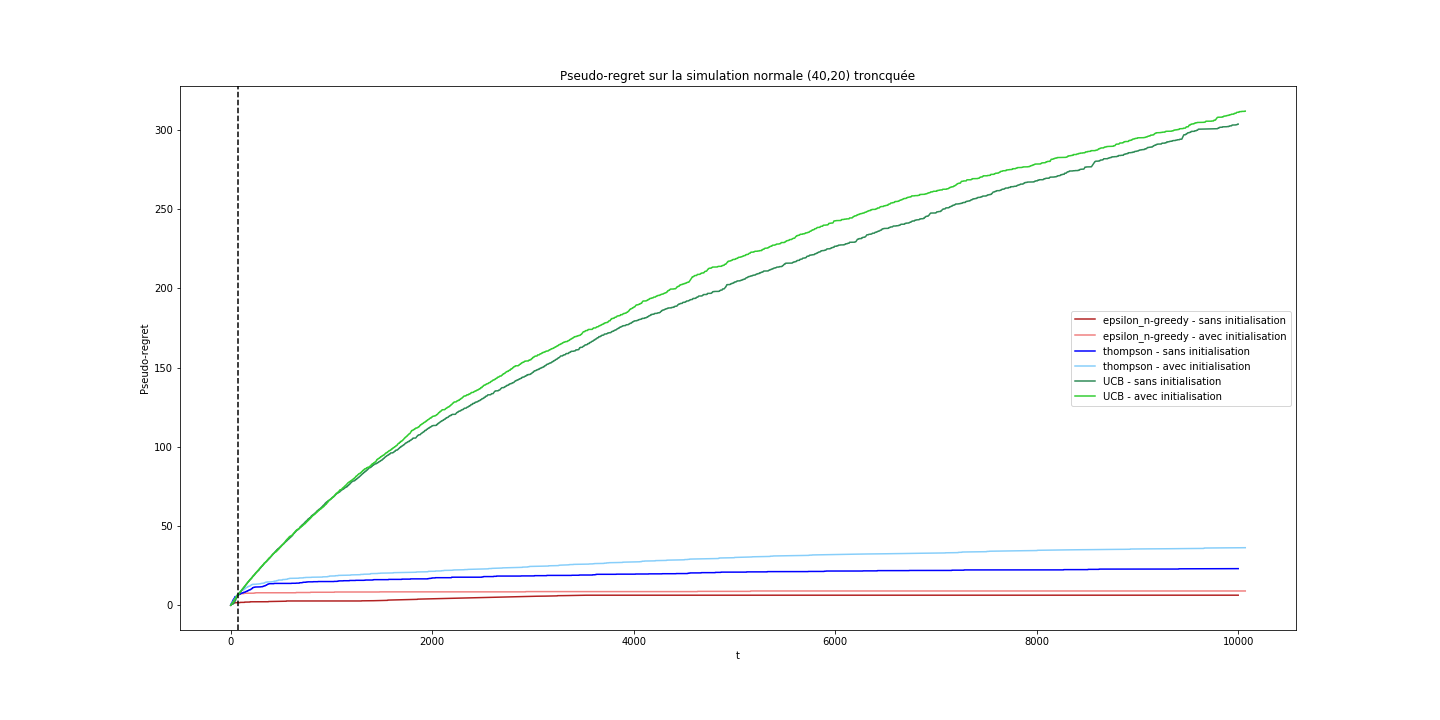 Pseudo-regret sur la simulation normale (40,20) troncquée
300
250
200
150
100
50
0
Pseudo-regret
epsilon_n-greedy - sans initialisation
epsilon_n-greedy - avec initialisation
thompson - sans initialisation
thompson - avec initialisation
UCB - sans initialisation
UCB - avec initialisation
0 2000 4000 6000 8000 10000
t